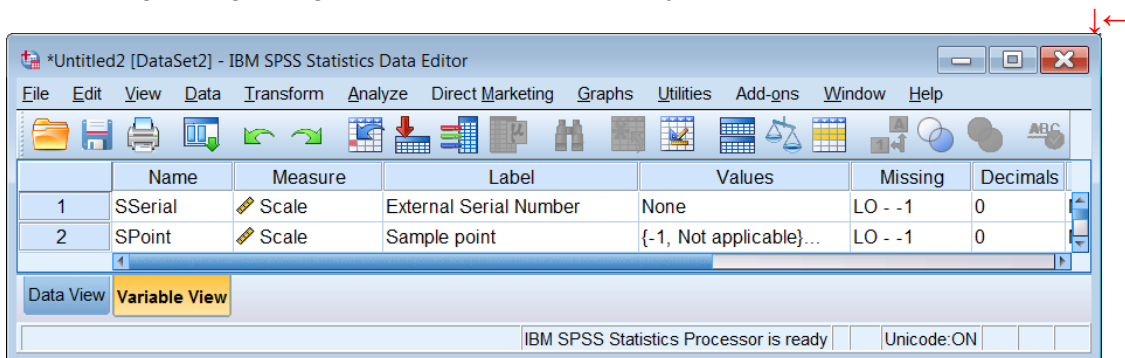 *Untitled2 [DataSet2] - IBM SPSS Statistics Data Editor
File Edit View Data Transform Analyze Direct Marketing Graphs Utilities Add-ons Window Help
Name Measure Label Values Missing Decimals
1 SSerial Scale External Serial Number None LO - -1 0
2 SPoint Scale Sample point {-1, Not applicable}... LO - -1 0
Data View Variable View
IBM SPSS Statistics Processor is ready Unicode:ON